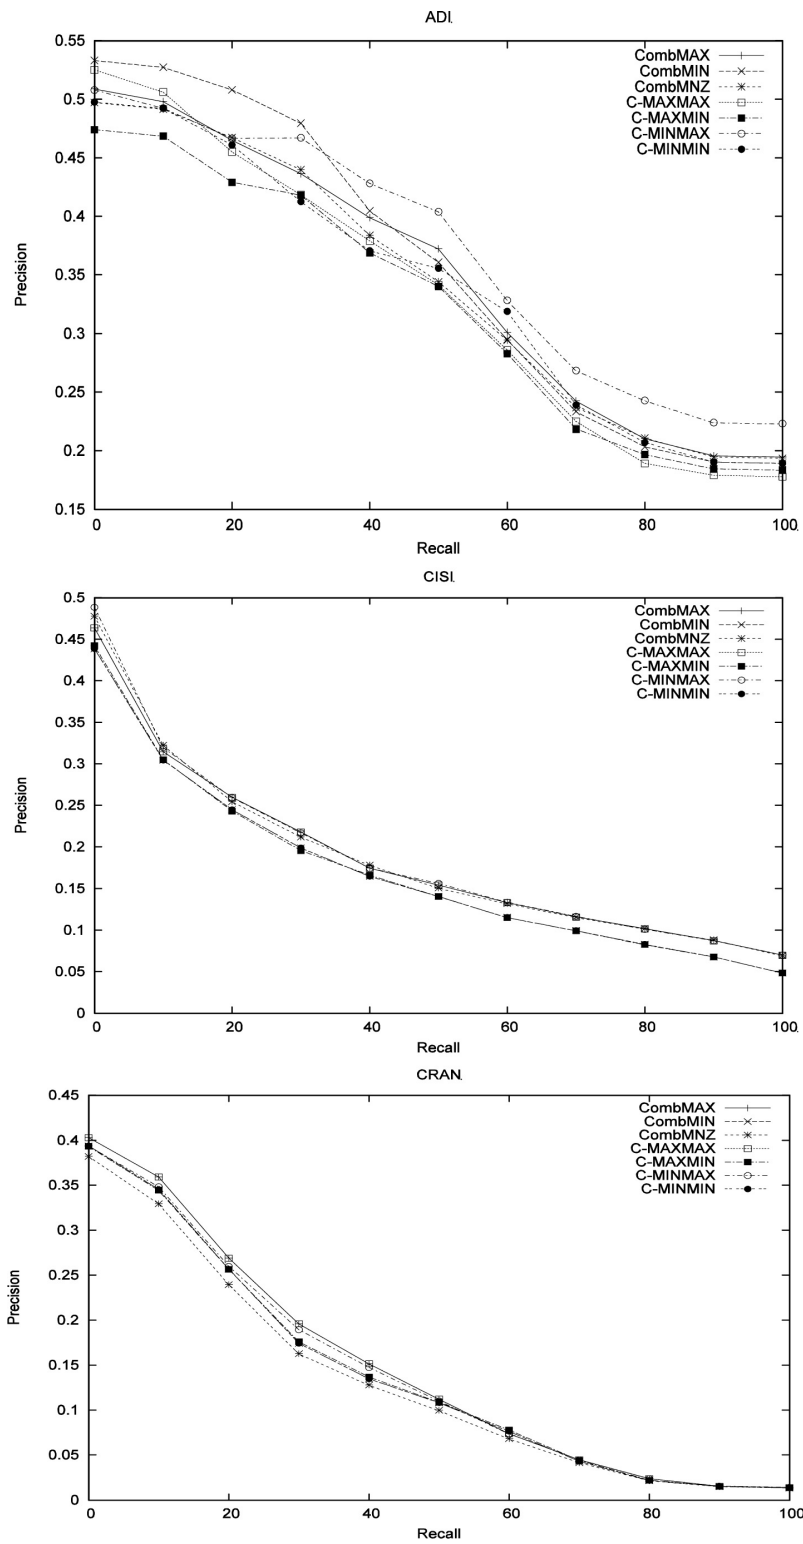 ADI.
0.55
0.5
0.45
0.4
0.35
0.3
0.25
0.2
0.15
Precision
CombMAX
CombMIN
CombMNZ
C-MAXMAX
C-MAXMIN
C-MINMAX
C-MINMIN
0 20 40 60 80 100
Recall
CISI.
0.5
0.45
0.4
0.35
0.3
0.25
0.2
0.15
0.1
0.05
0
Precision
CombMAX
CombMIN
CombMNZ
C-MAXMAX
C-MAXMIN
C-MINMAX
C-MINMIN
0 20 40 60 80 100
Recall
CRAN.
0.45
0.4
0.35
0.3
0.25
0.2
0.15
0.1
0.05
0
Precision
CombMAX
CombMIN
CombMNZ
C-MAXMAX
C-MAXMIN
C-MINMAX
C-MINMIN
0 20 40 60 80 100
Recall